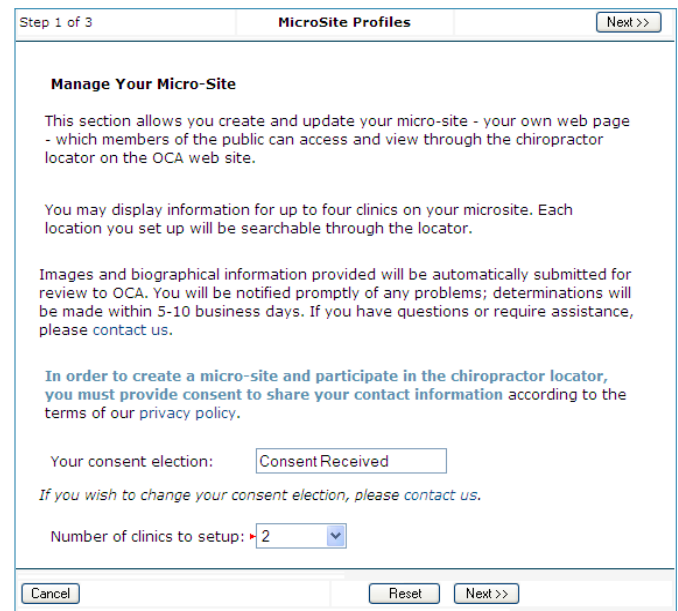 Step 1 of 3 MicroSite Profiles Next >>
Manage Your Micro-Site
This section allows you create and update your micro-site - your own web page
- which members of the public can access and view through the chiropractor
locator on the OCA web site.
You may display information for up to four clinics on your microsite. Each
location you set up will be searchable through the locator.
Images and biographical information provided will be automatically submitted for
review to OCA. You will be notified promptly of any problems; determinations will
be made within 5-10 business days. If you have questions or require assistance,
please contact us.
In order to create a micro-site and participate in the chiropractor locator,
you must provide consent to share your contact information according to the
terms of our privacy policy.
Your consent election: Consent Received
If you wish to change your consent election, please contact us.
Number of clinics to setup: 2
Cancel Reset Next >>